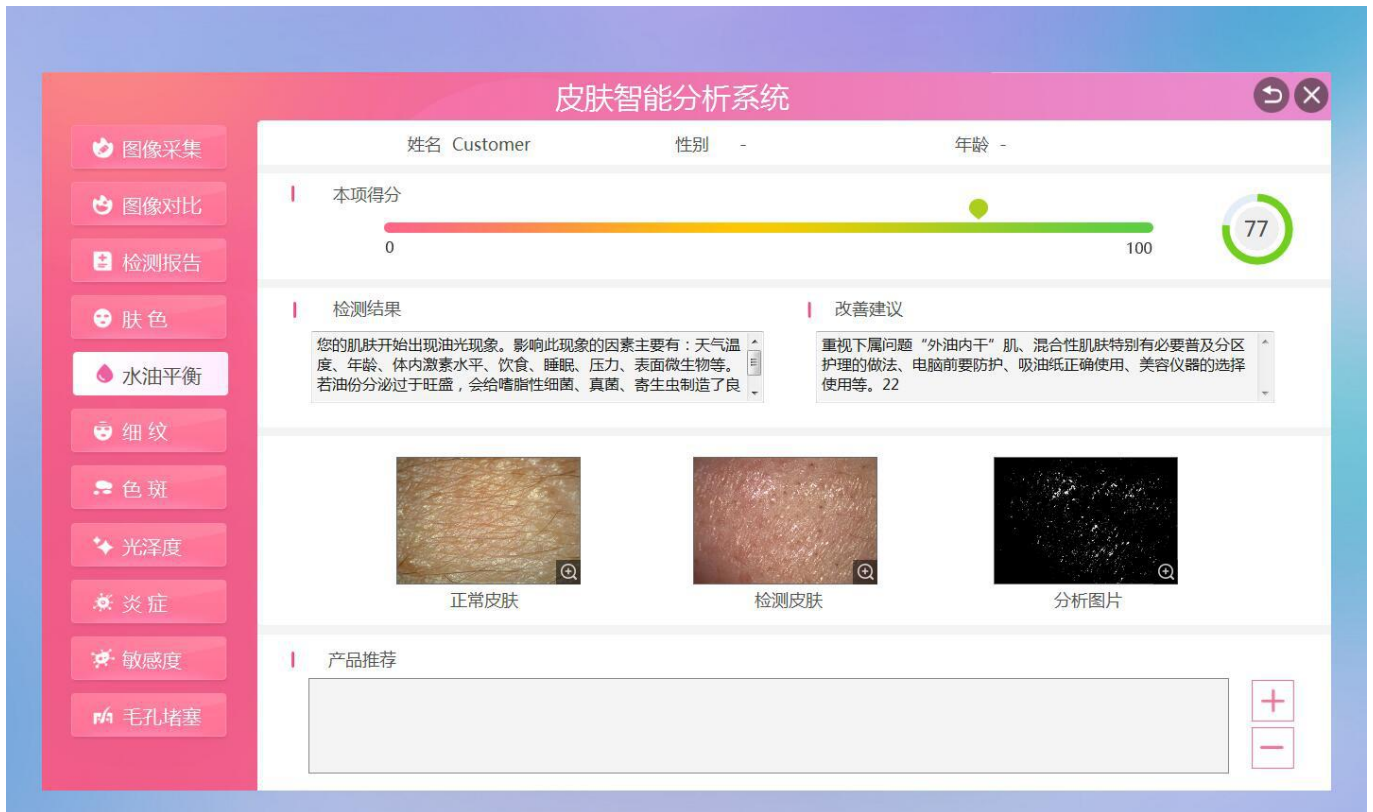 皮肤智能分析系统
图像采集
图像对比
检测报告
肤色
水油平衡
细纹
色斑
光泽度
炎症
敏感度
毛孔堵塞
姓名 Customer 性别 - 年龄 -
本项得分
0 100
77
检测结果
您的肌肤开始出现油光现象。影响此现象的因素主要有：天气温
度、年龄、体内激素水平、饮食、睡眠、压力、表面微生物等。
若油份分泌过于旺盛，会给嗜脂性细菌、真菌、寄生虫制造了良
改善建议
重视下属问题“外油内干”肌、混合性肌肤特别有必要普及分区
护理的做法、电脑前要防护、吸油纸正确使用、美容仪器的选择
使用等。22
正常皮肤 检测皮肤 分析图片
产品推荐